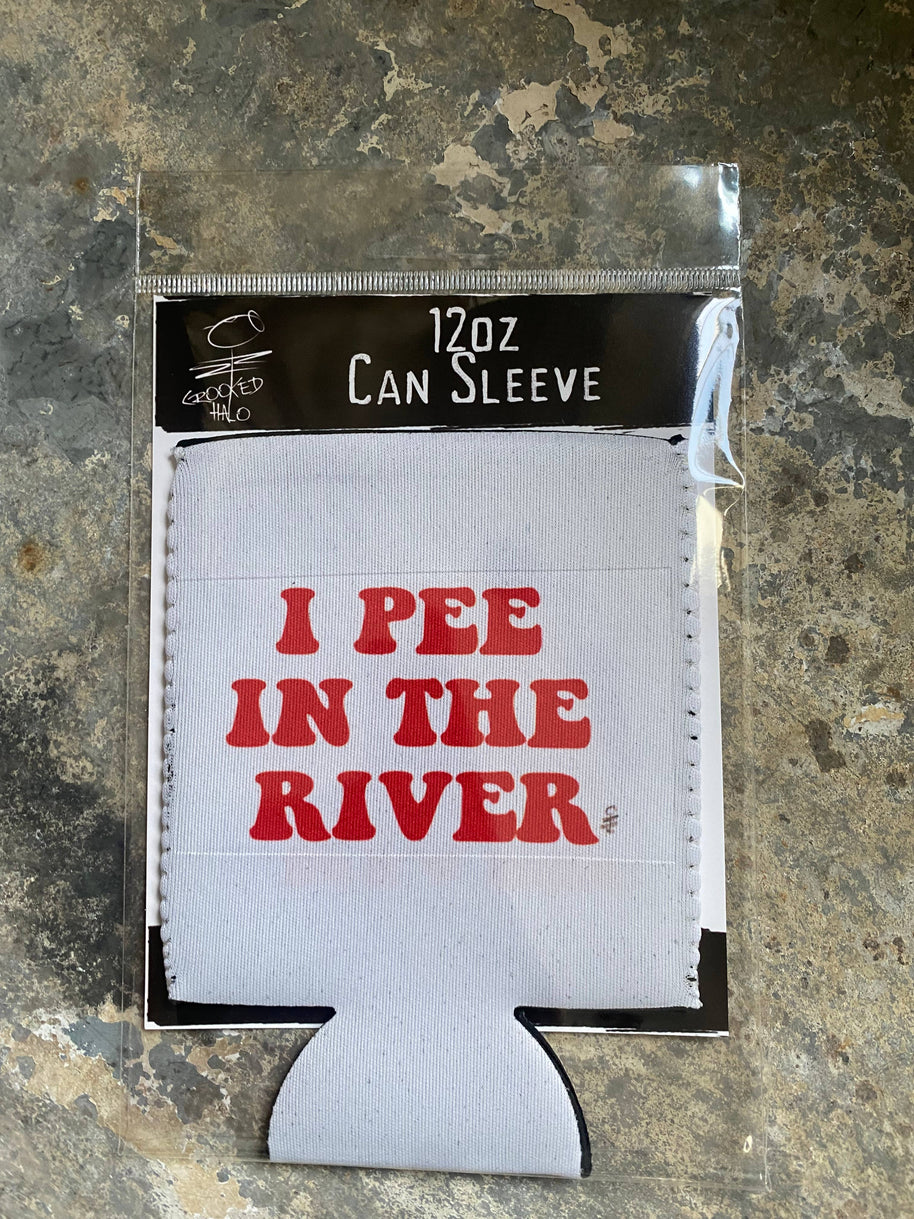 12oz
Can Sleeve
CROOKED
HALO
I PEE
IN THE
RIVER